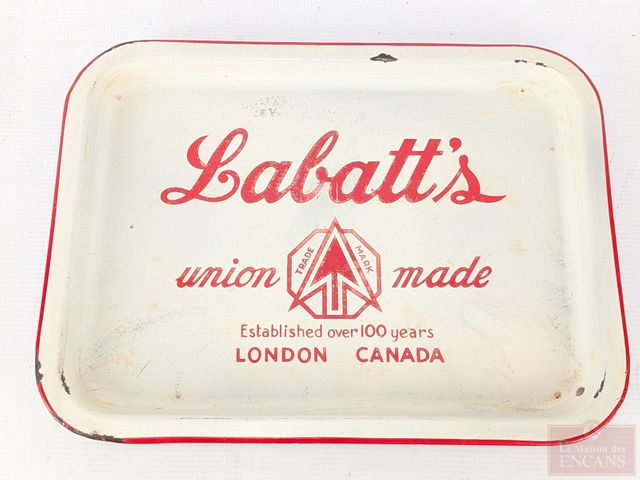 Labatt's
union made
TRADE MARK
Established over 100 years
LONDON CANADA
La Maison des
ENCANS